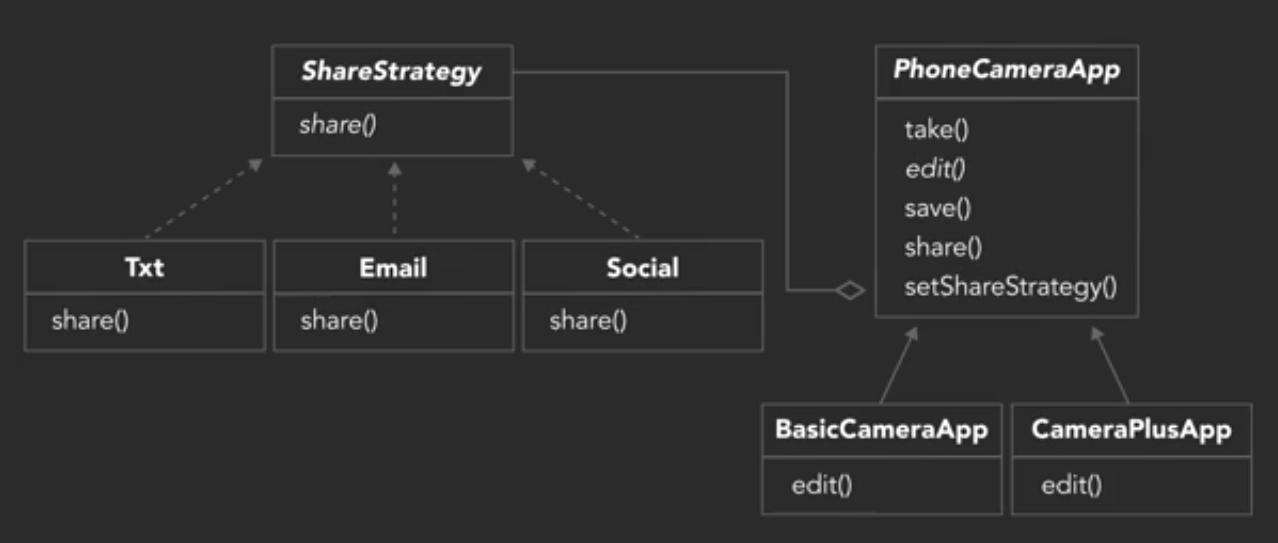 ShareStrategy
share()
Txt
share()
Email
share()
Social
share()
PhoneCameraApp
take()
edit()
save()
share()
setShareStrategy()
BasicCameraApp
edit()
CameraPlusApp
edit()